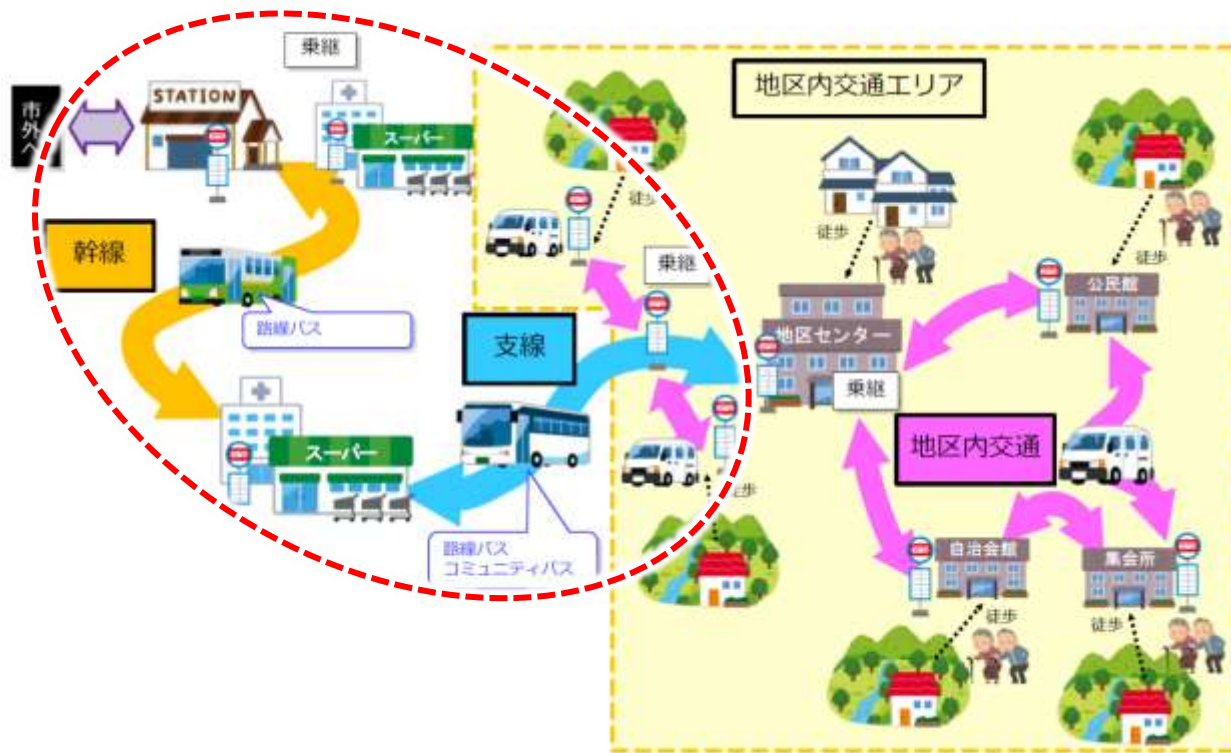 乗継
地区内交通エリア
市外へ
STATION
スーパー
徒歩
徒歩
徒歩
幹線
乗継
公民館
路線バス
支線
地区センター
乗継
スーパー
地区内交通
徒歩
路線バス
コミュニティバス
自治会館
集会所
徒歩
徒歩